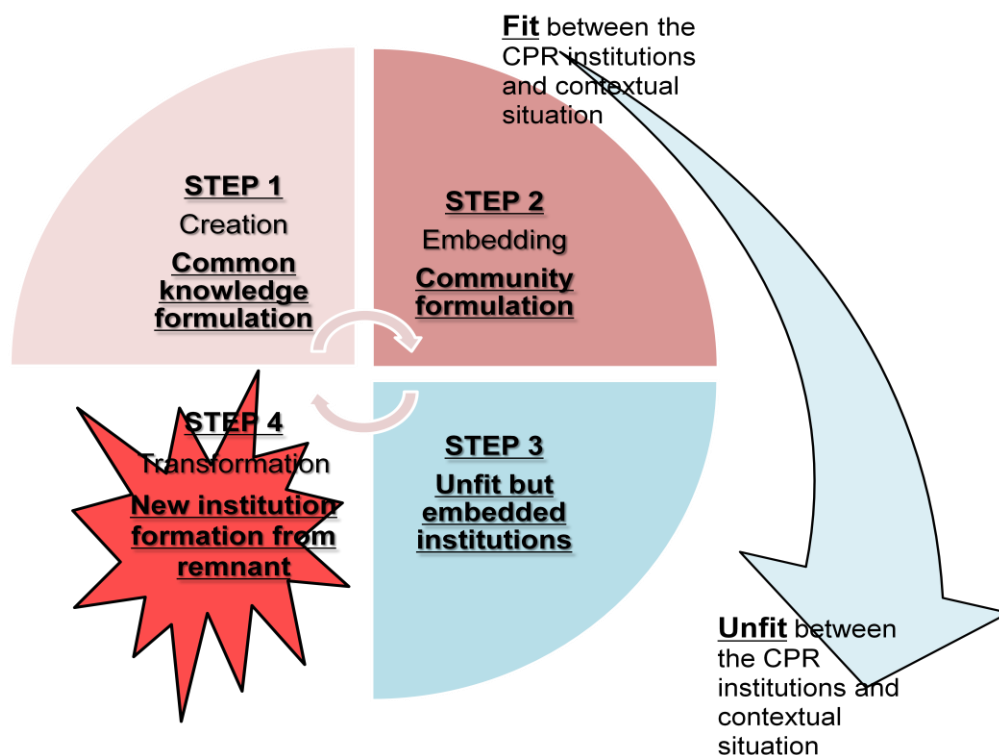 Fit between the
CPR institutions
and contextual
situation
STEP 1
Creation
Common
knowledge
formulation
STEP 2
Embedding
Community
formulation
STEP 4
Transformation
New institution
formation from
remnant
STEP 3
Unfit but
embedded
institutions
Unfit between
the CPR
institutions and
contextual
situation